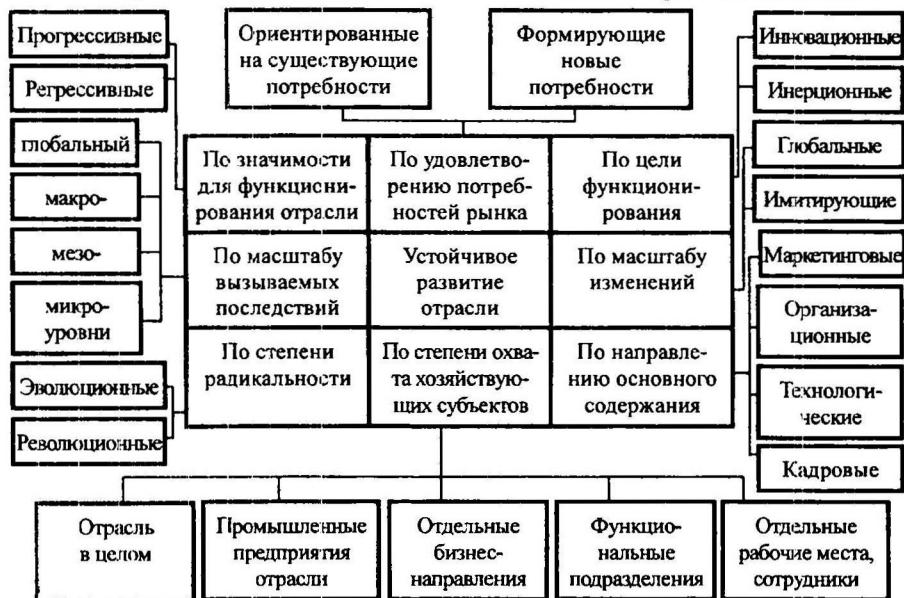 Прогрессивные
Регрессивные
глобальный
макро-
мезо-
микро-
уровни
Эволюционные
Революционные
Ориентированные
на существующие
потребности
Формирующие
новые
потребности
По значимости
для функциони-
рования отрасли
По удовлетво-
рению потреб-
ностей рынка
По цели
функциони-
рования
По масштабу
вызываемых
последствий
Устойчивое
развитие
отрасли
По масштабу
изменений
По степени
радикальности
По степени охва-
та хозяйствую-
щих субъектов
По направле-
нию основного
содержания
Инновационные
Инерционные
Глобальные
Имитирующие
Маркетинговые
Организа-
ционные
Технологи-
ческие
Кадровые
Отрасль
в целом
Промышленные
предприятия
отрасли
Отдельные
бизнес-
направления
Функцио-
нальные
подразделения
Отдельные
рабочие места,
сотрудники